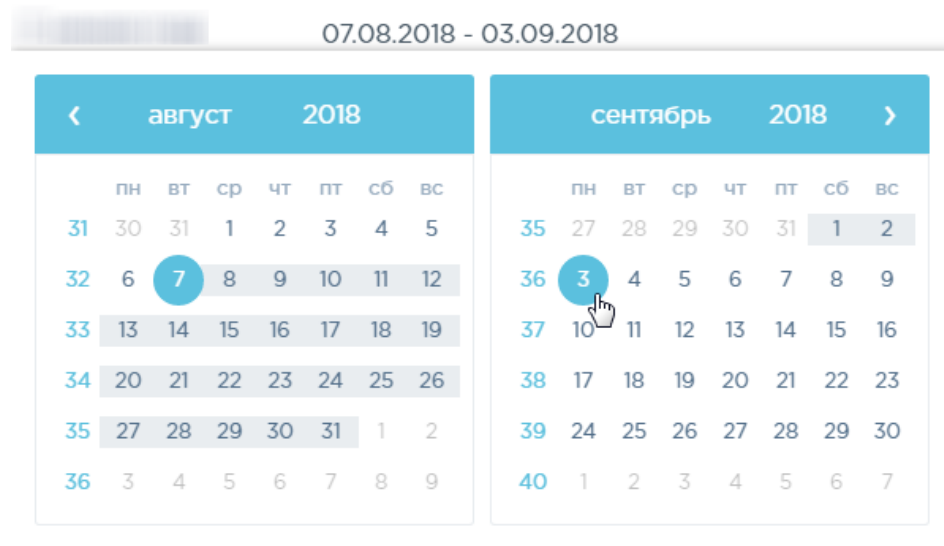 07.08.2018 - 03.09.2018
‹ август 2018
пн вт ср чт пт сб вс
31 30 31 1 2 3 4 5
32 6 7 8 9 10 11 12
33 13 14 15 16 17 18 19
34 20 21 22 23 24 25 26
35 27 28 29 30 31 1 2
36 3 4 5 6 7 8 9
сентябрь 2018 ›
пн вт ср чт пт сб вс
35 27 28 29 30 31 1 2
36 3 4 5 6 7 8 9
37 10 11 12 13 14 15 16
38 17 18 19 20 21 22 23
39 24 25 26 27 28 29 30
40 1 2 3 4 5 6 7